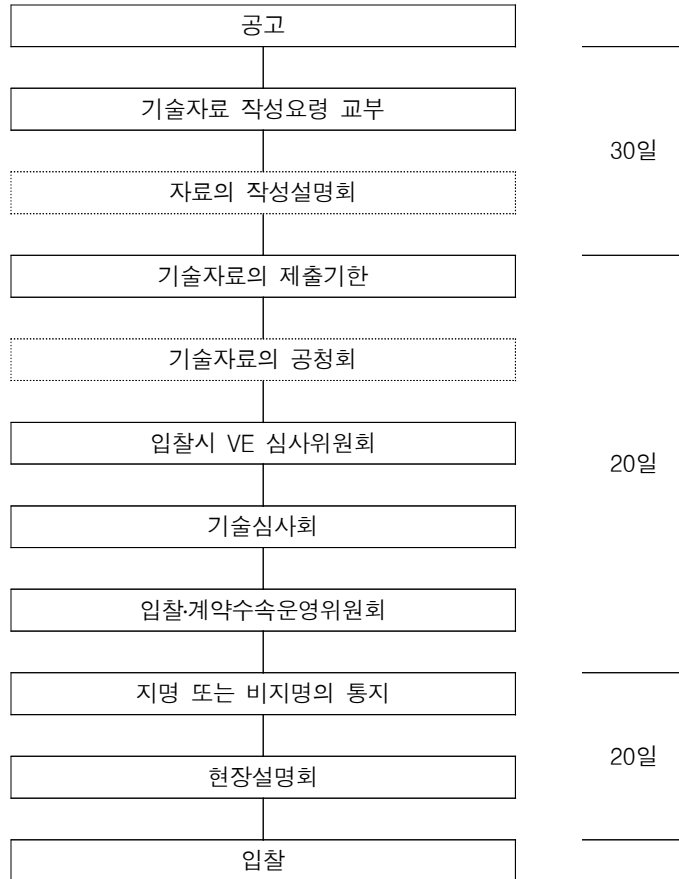 공고
기술자료 작성요령 교부
30일
자료의 작성설명회
기술자료의 제출기한
기술자료의 공청회
입찰시 VE 심사위원회
20일
기술심사회
입찰·계약수속운영위원회
지명 또는 비지명의 통지
현장설명회
20일
입찰